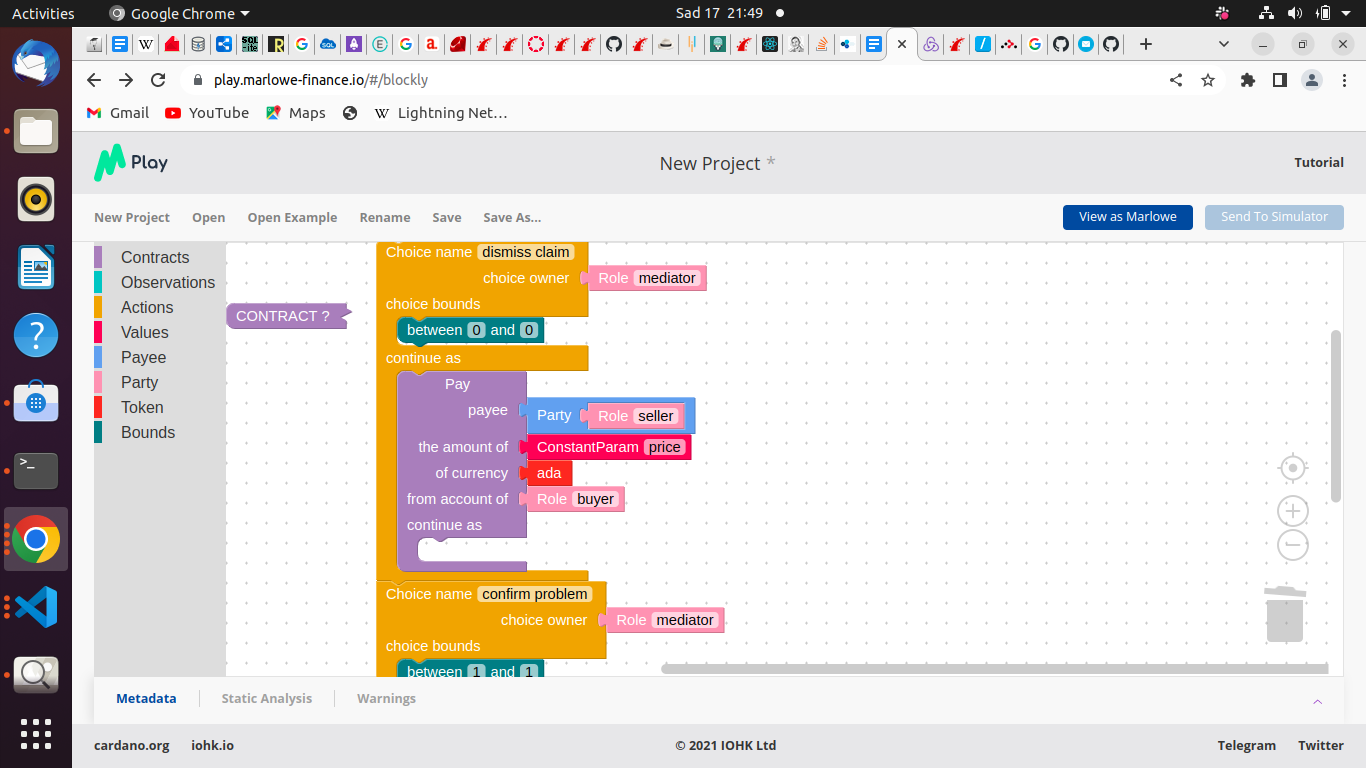 Activities Google Chrome Sad 17 21:49
play.marlowe-finance.io/#/blockly
Gmail YouTube Maps Lightning Net…
Play New Project * Tutorial
New Project Open Open Example Rename Save Save As... View as Marlowe Send To Simulator
Contracts
Observations
Actions
Values
Payee
Party
Token
Bounds
CONTRACT ?
Choice name dismiss claim
choice owner Role mediator
choice bounds
between 0 and 0
continue as
Pay
payee Party Role seller
the amount of ConstantParam price
of currency ada
from account of Role buyer
continue as
Choice name confirm problem
choice owner Role mediator
choice bounds
between 1 and 1
Metadata Static Analysis Warnings
cardano.org iohk.io © 2021 IOHK Ltd Telegram Twitter